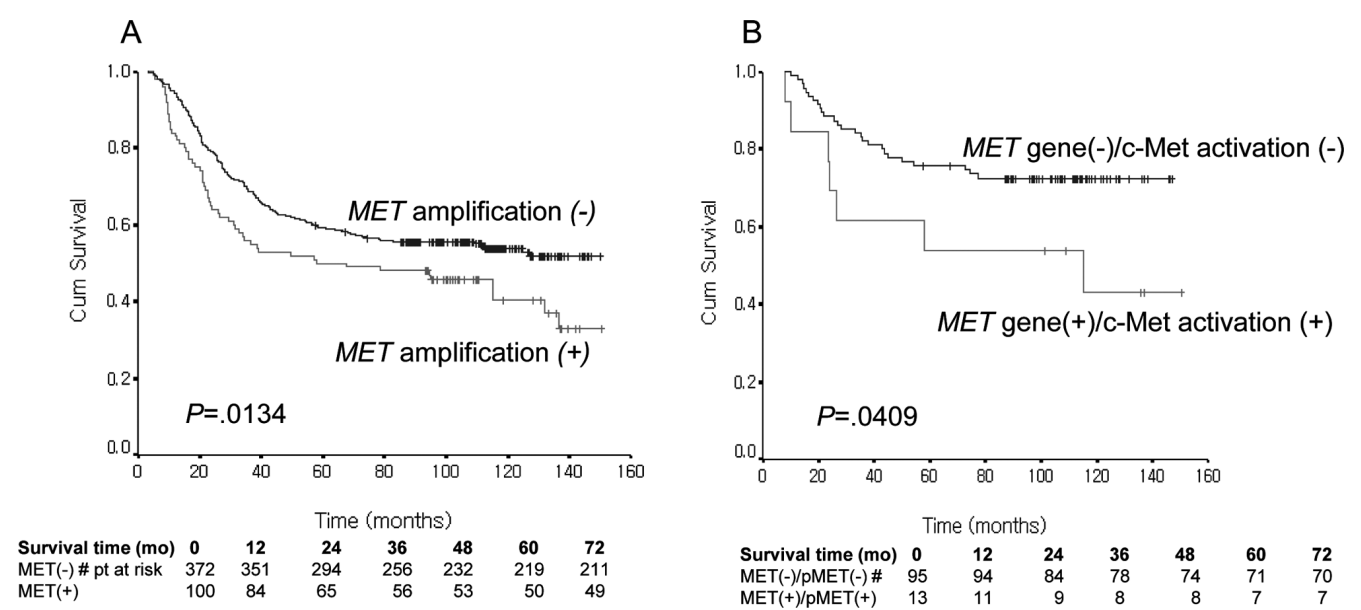 A
1.0
0.8
0.6
0.4
0.2
0.0
Cum Survival
MET amplification (-)
MET amplification (+)
P=.0134
0 20 40 60 80 100 120 140 160
Time (months)
Survival time (mo) 0 12 24 36 48 60 72
MET(-) # pt at risk 372 351 294 256 232 219 211
MET(+) 100 84 65 56 53 50 49
B
1.0
0.8
0.6
0.4
0.2
0.0
Cum Survival
MET gene(-)/c-Met activation (-)
MET gene(+)/c-Met activation (+)
P=.0409
0 20 40 60 80 100 120 140 160
Time (months)
Survival time (mo) 0 12 24 36 48 60 72
MET(-)/pMET(-) # 95 94 84 78 74 71 70
MET(+)/pMET(+) 13 11 9 8 8 7 7